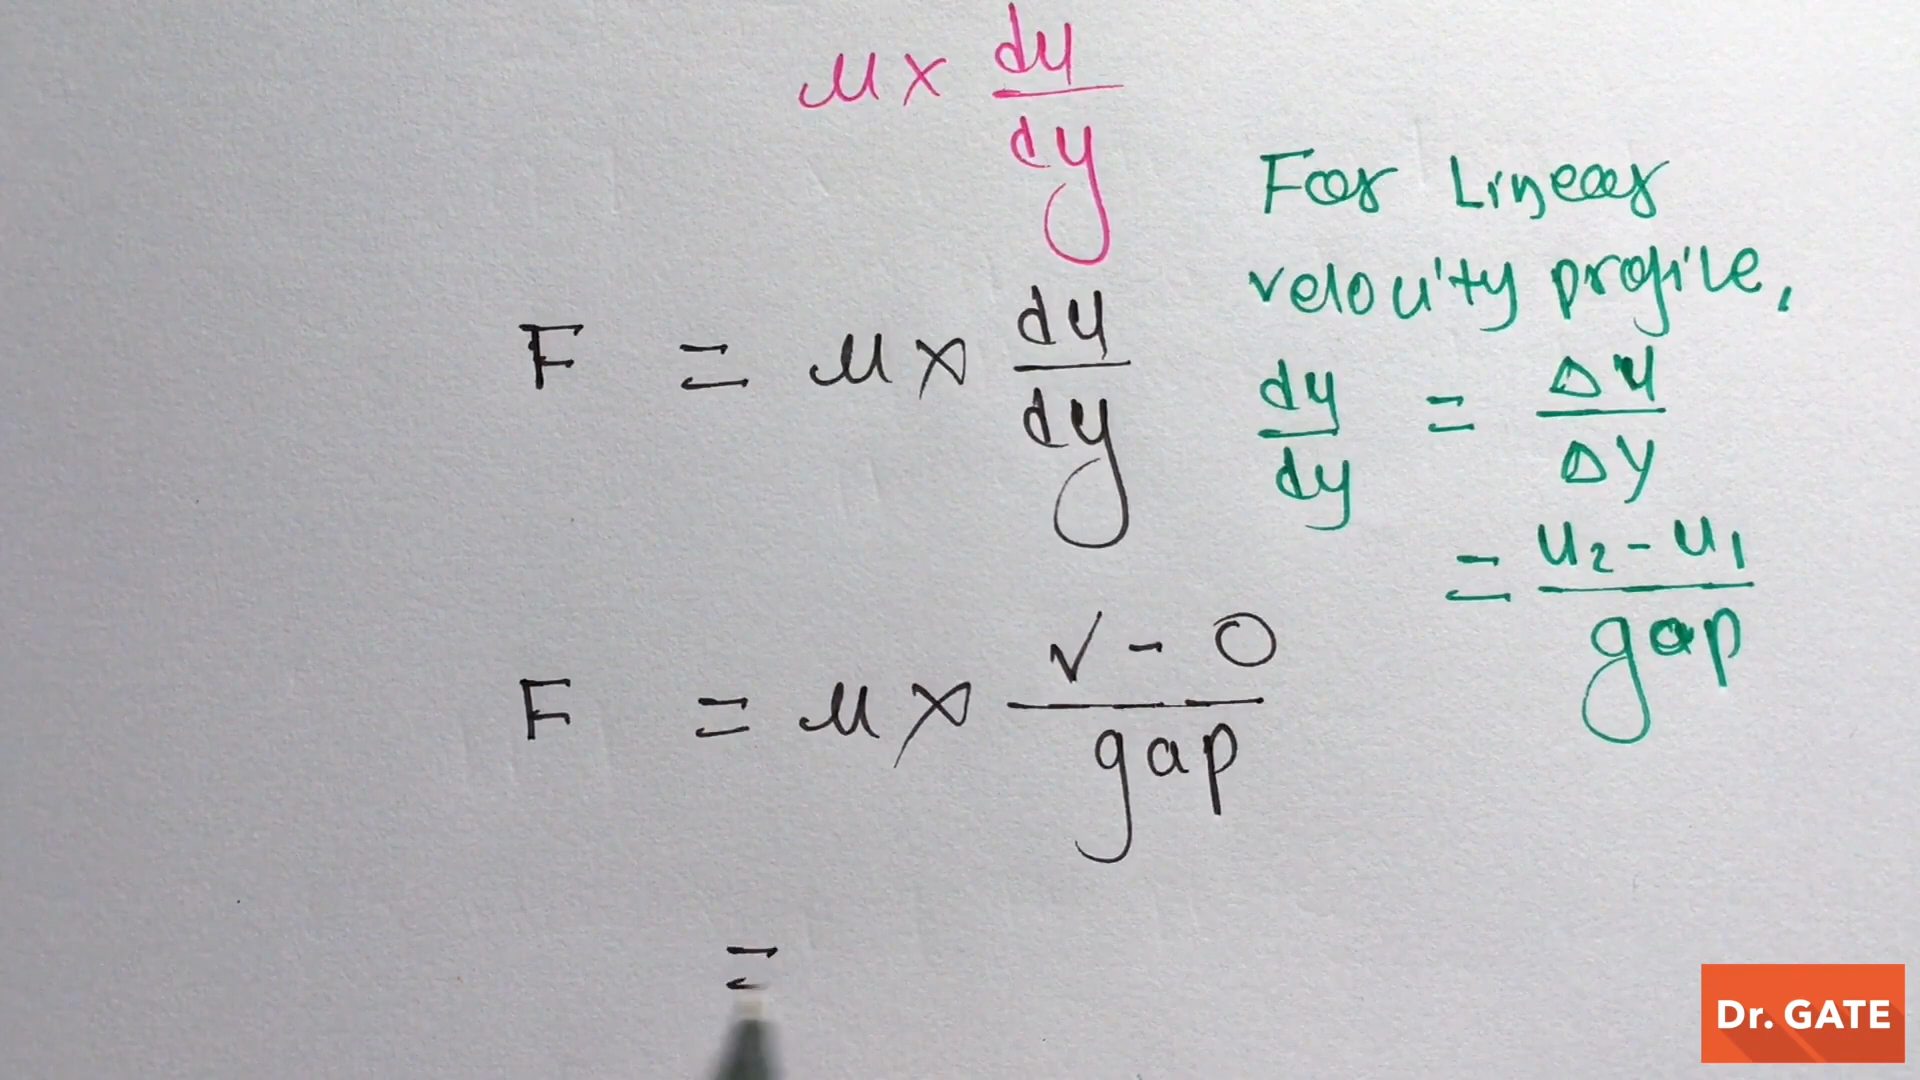 μ × du/dy
For Linear
velocity profile,
F = μ × du/dy
du/dy = Δu/Δy
= u₂ - u₁/gap
F = μ × v - 0/gap
=
Dr. GATE